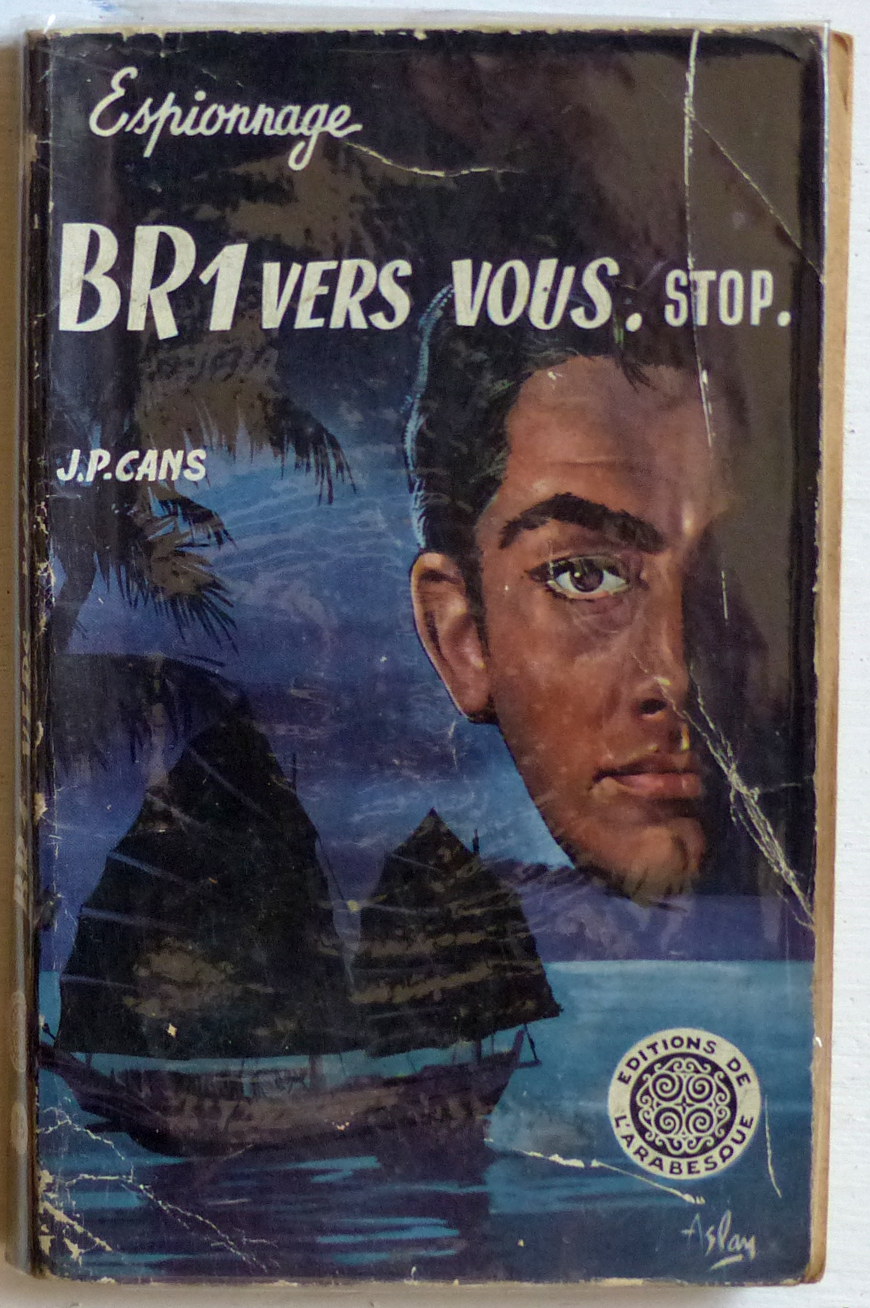 Espionnage
BR1 VERS VOUS. STOP.
J.P.CANS
EDITIONS DE
L'ARABESQUE
Aslan